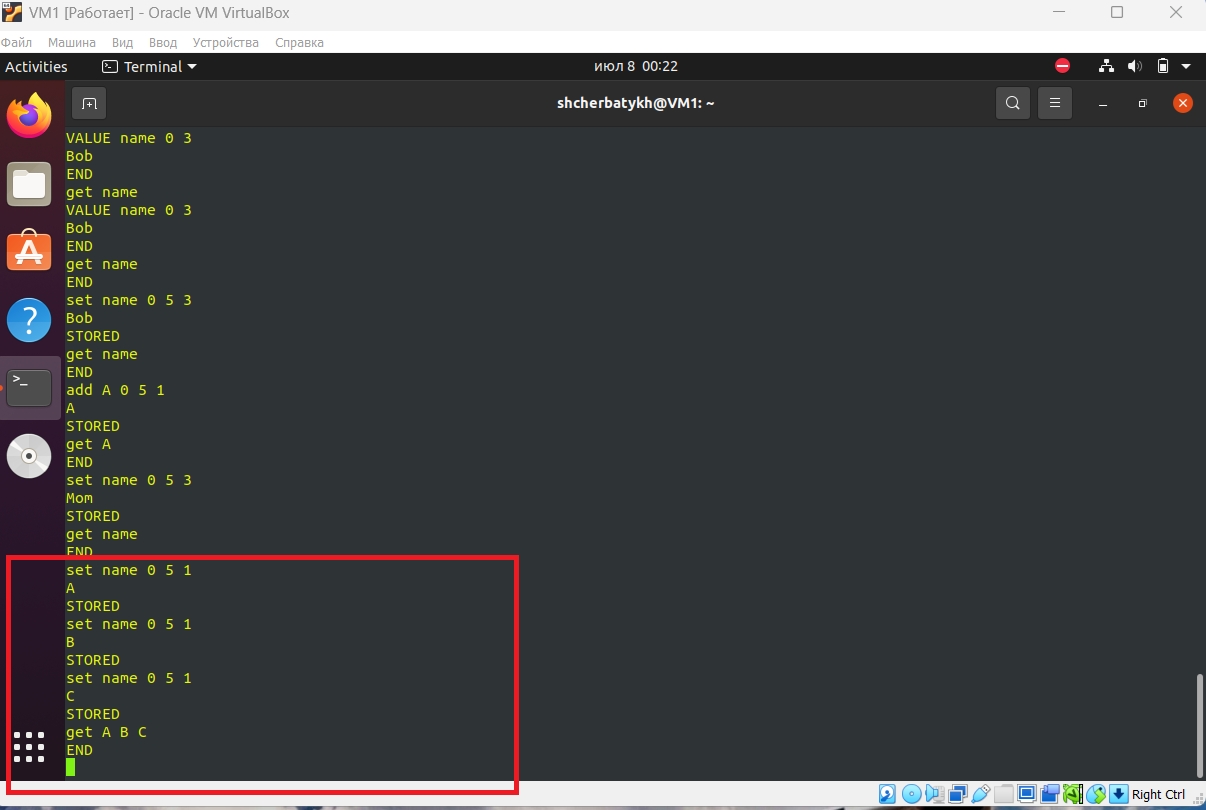 VM1 [Работает] - Oracle VM VirtualBox
Файл Машина Вид Ввод Устройства Справка
Activities Terminal июл 8 00:22
shcherbatykh@VM1: ~
VALUE name 0 3
Bob
END
get name
VALUE name 0 3
Bob
END
get name
END
set name 0 5 3
Bob
STORED
get name
END
add A 0 5 1
A
STORED
get A
END
set name 0 5 3
Mom
STORED
get name
END
set name 0 5 1
A
STORED
set name 0 5 1
B
STORED
set name 0 5 1
C
STORED
get A B C
END
Right Ctrl